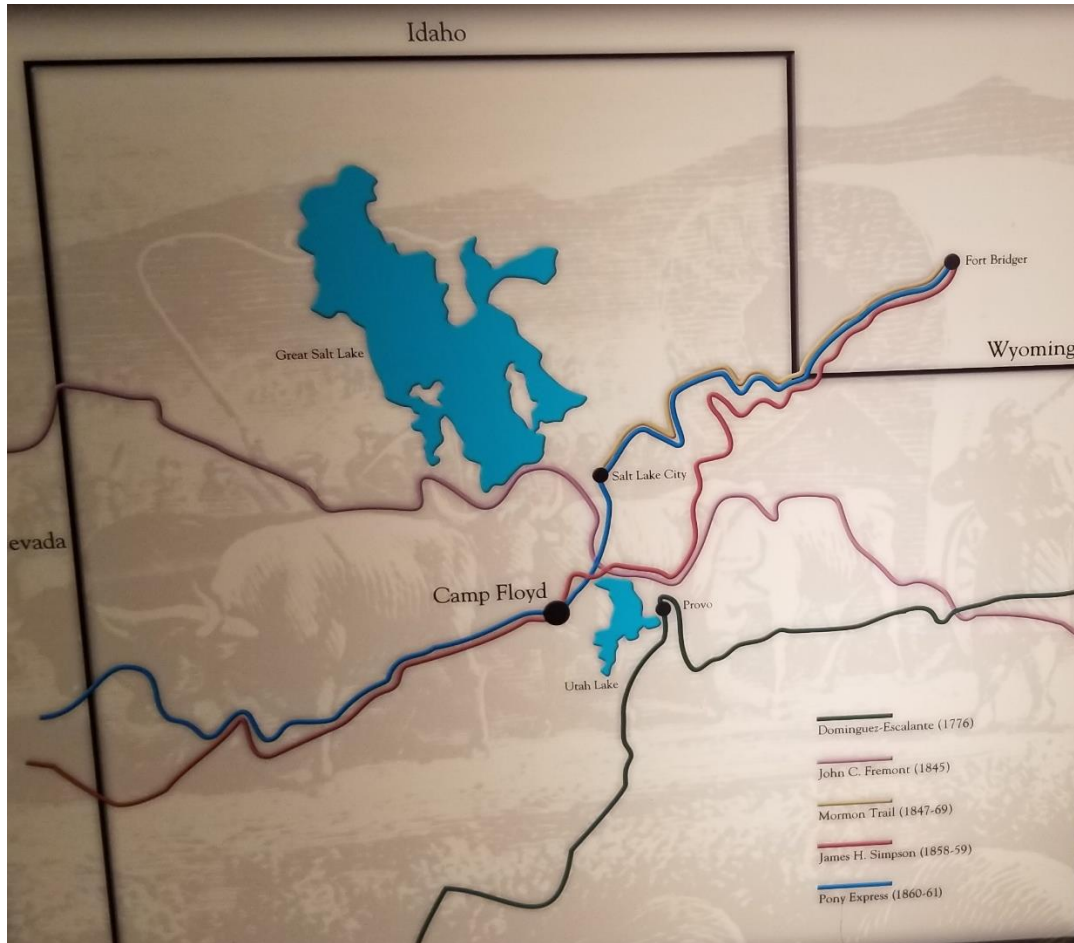 Idaho
Fort Bridger
Great Salt Lake
Wyoming
Salt Lake City
evada
Camp Floyd
Provo
Utah Lake
Dominguez-Escalante (1776)
John C. Fremont (1845)
Mormon Trail (1847-69)
James H. Simpson (1858-59)
Pony Express (1860-61)